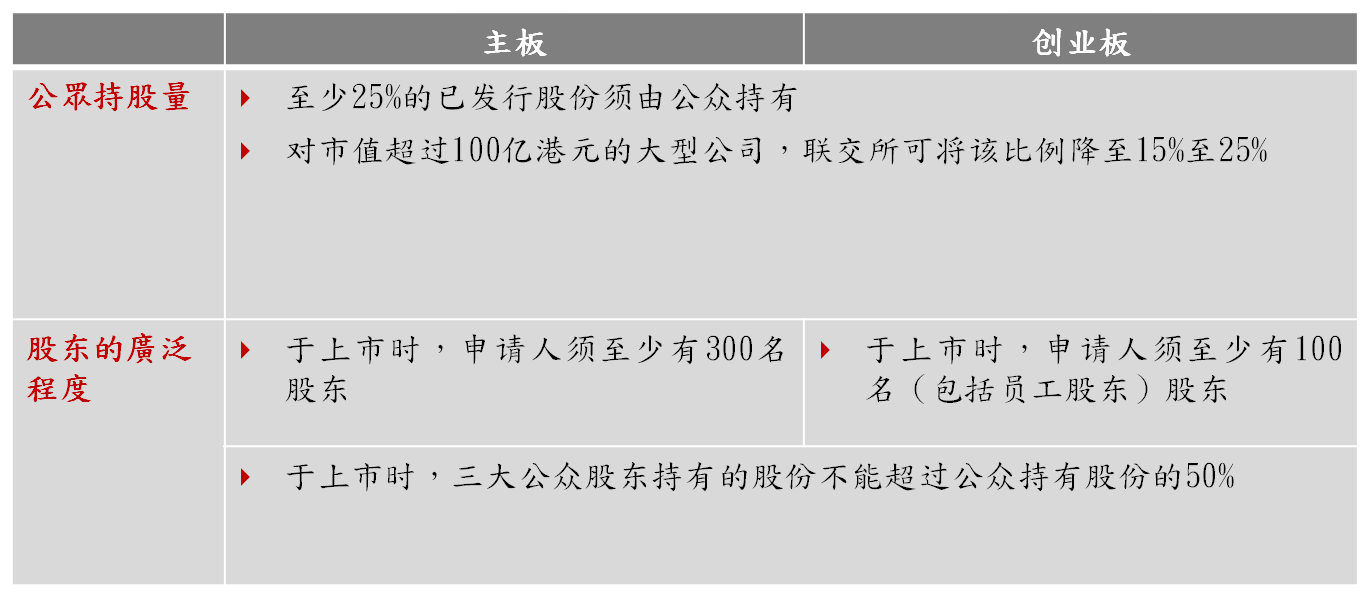 主板
创业板
公眾持股量
至少25%的已发行股份须由公众持有
对市值超过100亿港元的大型公司，联交所可将该比例降至15%至25%
股东的廣泛
程度
于上市时，申请人须至少有300名
股东
于上市时，申请人须至少有100
名（包括员工股东）股东
于上市时，三大公众股东持有的股份不能超过公众持有股份的50%